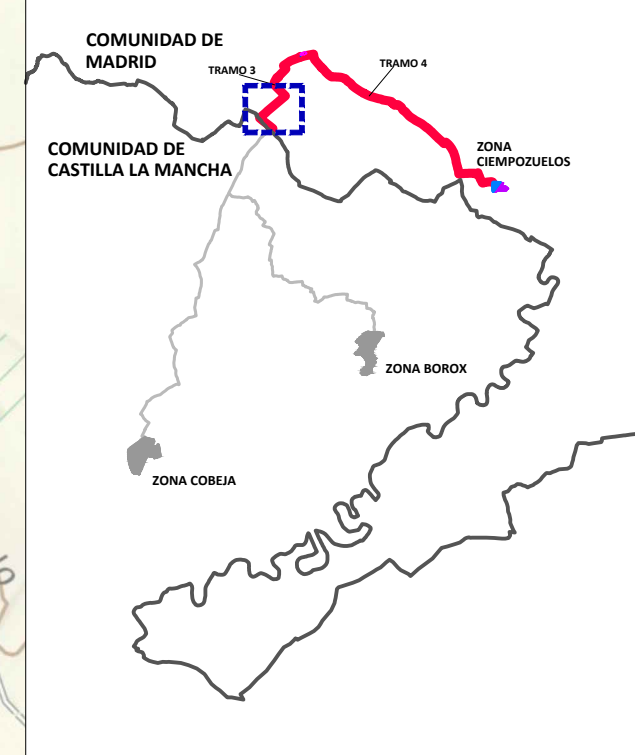 COMUNIDAD DE
MADRID
TRAMO 3
TRAMO 4
COMUNIDAD DE
CASTILLA LA MANCHA
ZONA
CIEMPOZUELOS
ZONA BOROX
ZONA COBEJA